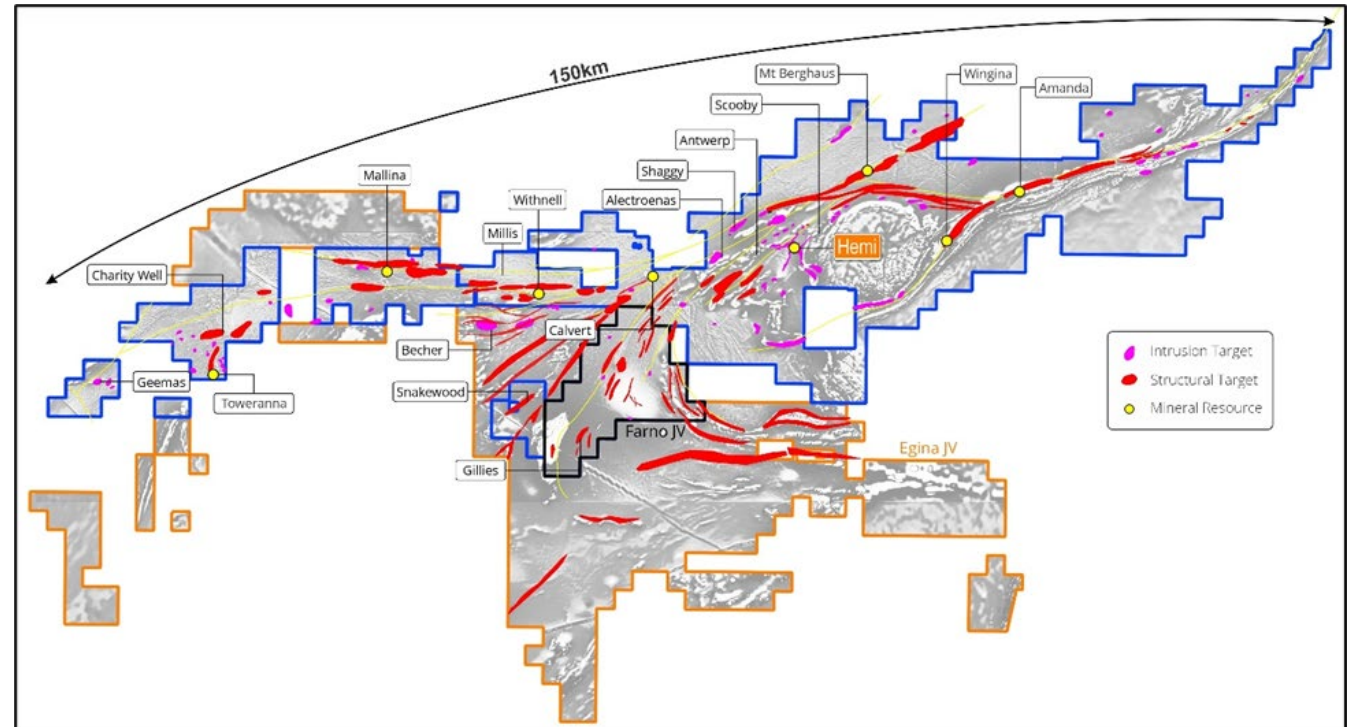 150km
Mt Berghaus
Wingina
Scooby
Amanda
Antwerp
Shaggy
Mallina
Withnell
Alectroenas
Millis
Hemi
Charity Well
Calvert
Becher
Intrusion Target
Geemas
Snakewood
Structural Target
Toweranna
Mineral Resource
Farno JV
Egina JV
Gillies